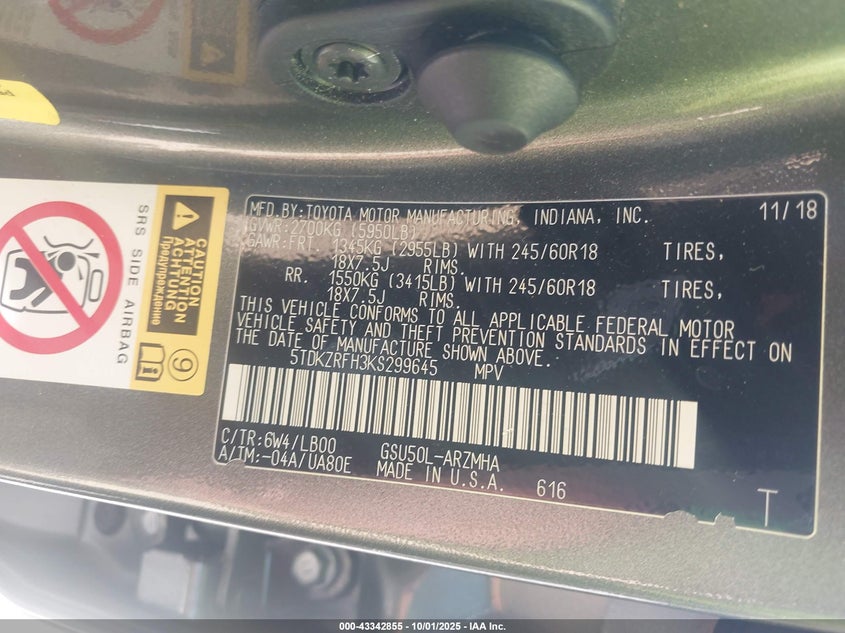 MFD.BY:TOYOTA MOTOR MANUFACTURING, INDIANA, INC. 11/18
GVWR:2700KG (5950LB)
GAWR:FRT. 1345KG (2955LB) WITH 245/60R18 TIRES,
18X7.5J RIMS.
RR. 1550KG (3415LB) WITH 245/60R18 TIRES,
18X7.5J RIMS.
THIS VEHICLE CONFORMS TO ALL APPLICABLE FEDERAL MOTOR
VEHICLE SAFETY AND THEFT PREVENTION STANDARDS IN EFFECT ON
THE DATE OF MANUFACTURE SHOWN ABOVE.
5TDKZRFH3KS299645 MPV
C/TR:6W4/LB00 GSU50L-ARZMHA
A/TM:-04A/UA80E MADE IN U.S.A. 616
T
SRS SIDE AIRBAG
CAUTION
ATTENTION
ACHTUNG
Предупреждение
9
000-43342855 - 10/01/2025 - IAA Inc.